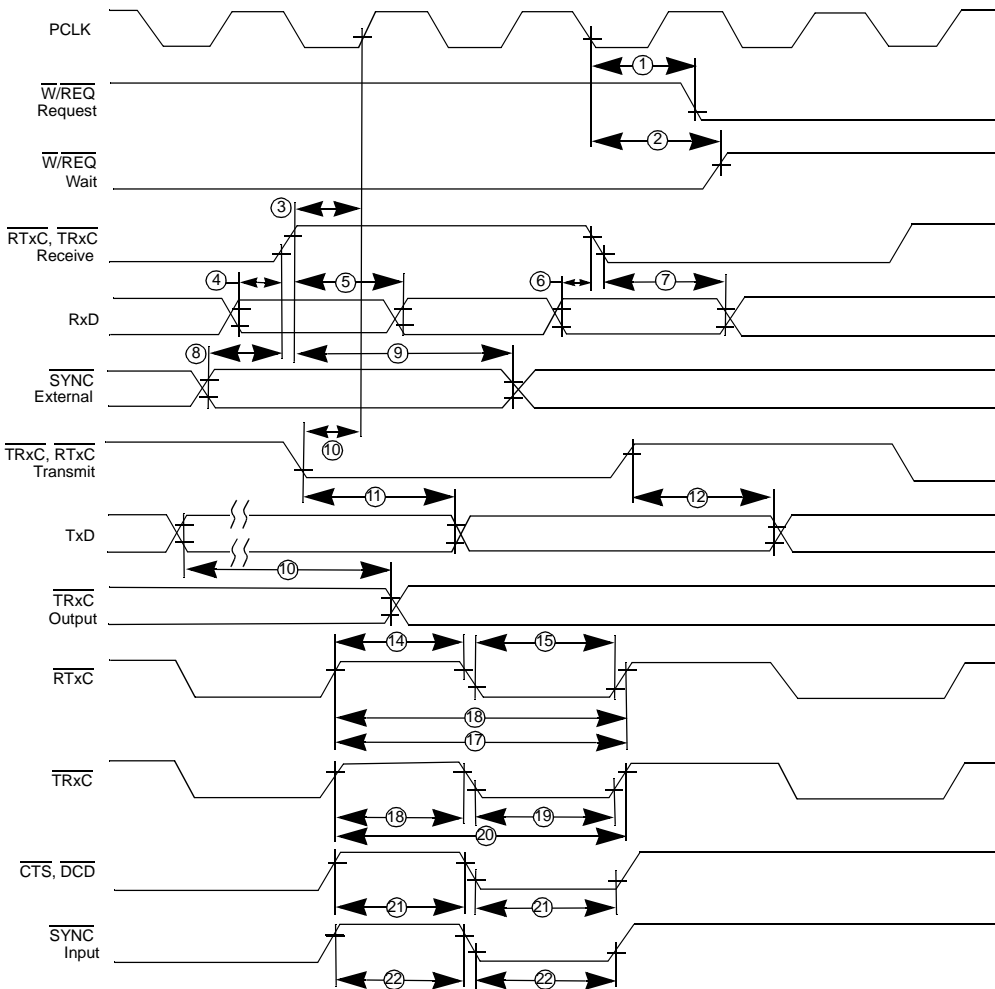 PCLK
1
W/REQ
Request
2
W/REQ
Wait
3
RTxC, TRxC
Receive
4
5
6
7
RxD
8
9
SYNC
External
TRxC, RTxC
Transmit
10
11
12
TxD
10
TRxC
Output
14
15
RTxC
18
17
TRxC
18
19
20
CTS, DCD
21
21
SYNC
Input
22
22